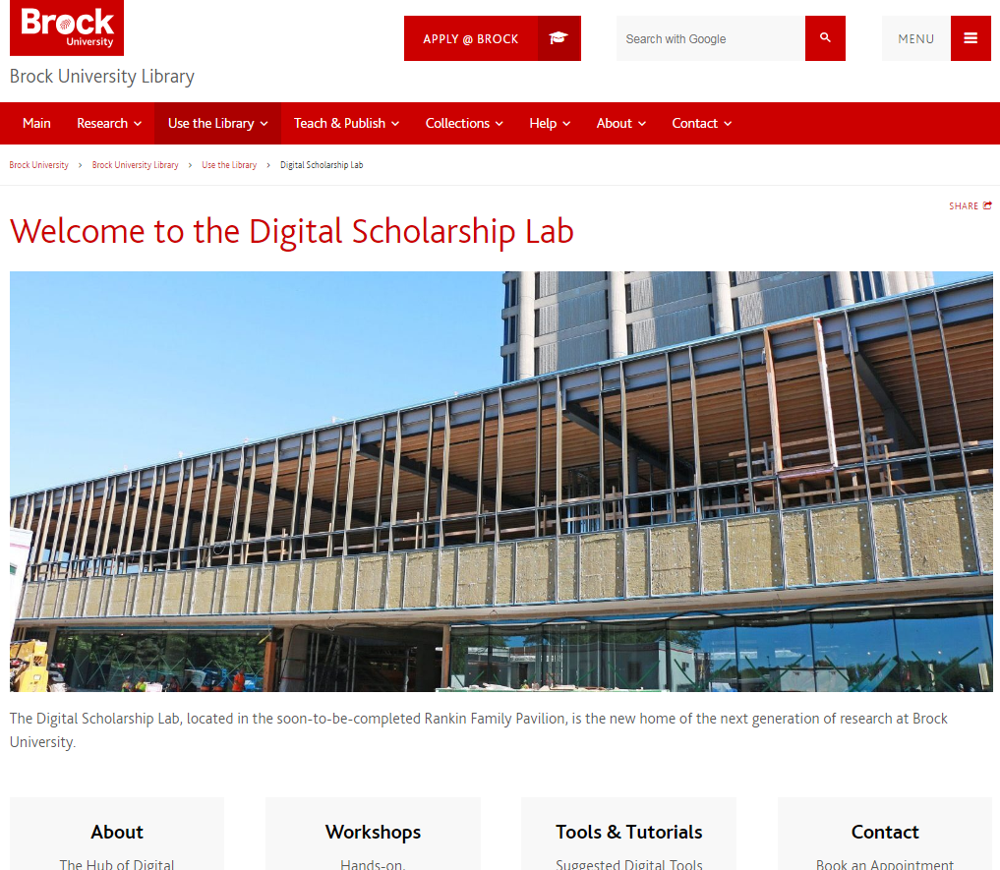 Brock
University
Brock University Library
APPLY @ BROCK
Search with Google
MENU
Main Research Use the Library Teach & Publish Collections Help About Contact
Brock University > Brock University Library > Use the Library > Digital Scholarship Lab
SHARE
Welcome to the Digital Scholarship Lab
The Digital Scholarship Lab, located in the soon-to-be-completed Rankin Family Pavilion, is the new home of the next generation of research at Brock
University.
About
The Hub of Digital
Workshops
Hands-on,
Tools & Tutorials
Suggested Digital Tools
Contact
Book an Appointment